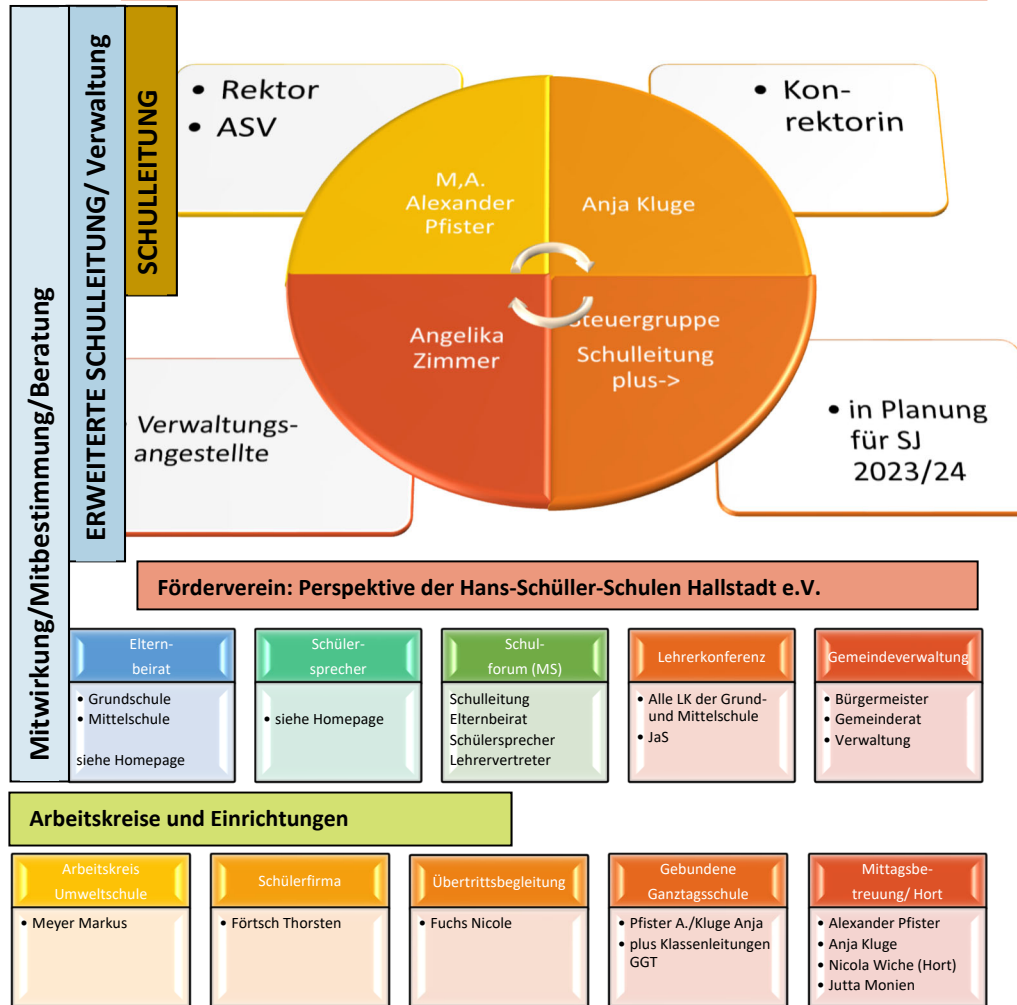 Mitwirkung/Mitbestimmung/Beratung
ERWEITERTE SCHULLEITUNG/ Verwaltung
SCHULLEITUNG
• Rektor
• ASV
• Kon-
rektorin
M,A.
Alexander
Pfister
Anja Kluge
Angelika
Zimmer
Steuergruppe
Schulleitung
plus->
Verwaltungs-
angestellte
• in Planung
für SJ
2023/24
Förderverein: Perspektive der Hans-Schüller-Schulen Hallstadt e.V.
Eltern-
beirat
• Grundschule
• Mittelschule
siehe Homepage
Schüler-
sprecher
• siehe Homepage
Schul-
forum (MS)
Schulleitung
Elternbeirat
Schülersprecher
Lehrervertreter
Lehrerkonferenz
• Alle LK der Grund-
und Mittelschule
• JaS
Gemeindeverwaltung
• Bürgermeister
• Gemeinderat
• Verwaltung
Arbeitskreise und Einrichtungen
Arbeitskreis
Umweltschule
• Meyer Markus
Schülerfirma
• Förtsch Thorsten
Übertrittsbegleitung
• Fuchs Nicole
Gebundene
Ganztagsschule
• Pfister A./Kluge Anja
• plus Klassenleitungen
GGT
Mittagsbe-
treuung/ Hort
• Alexander Pfister
• Anja Kluge
• Nicola Wiche (Hort)
• Jutta Monien